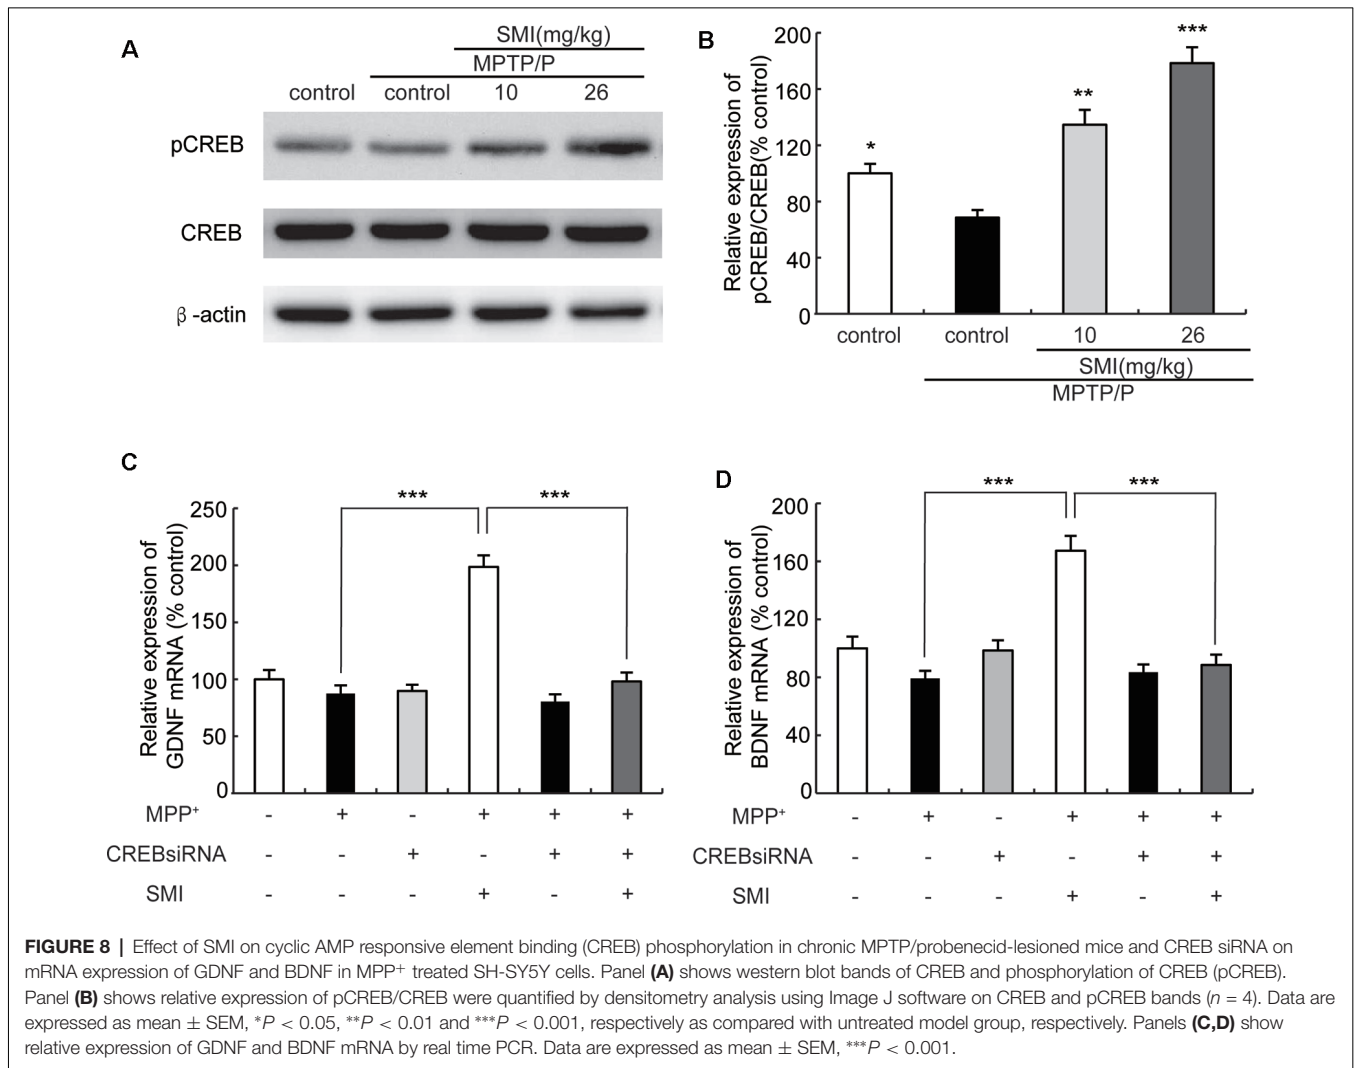 A
SMI(mg/kg)
MPTP/P
control control 10 26
pCREB
CREB
β -actin
B
Relative expression of
pCREB/CREB(% control)
200
160
120
80
40
0
*
**
***
control control 10 26
SMI(mg/kg)
MPTP/P
C
Relative expression of
GDNF mRNA (% control)
250
200
150
100
50
0
*** ***
MPP+ - + - + + +
CREBsiRNA - - + - + +
SMI - - - + - +
D
Relative expression of
BDNF mRNA (% control)
200
160
120
80
40
0
*** ***
MPP+ - + - + + +
CREBsiRNA - - + - + +
SMI - - - + - +
FIGURE 8 | Effect of SMI on cyclic AMP responsive element binding (CREB) phosphorylation in chronic MPTP/probenecid-lesioned mice and CREB siRNA on
mRNA expression of GDNF and BDNF in MPP+ treated SH-SY5Y cells. Panel (A) shows western blot bands of CREB and phosphorylation of CREB (pCREB).
Panel (B) shows relative expression of pCREB/CREB were quantified by densitometry analysis using Image J software on CREB and pCREB bands (n = 4). Data are
expressed as mean ± SEM, *P < 0.05, **P < 0.01 and ***P < 0.001, respectively as compared with untreated model group, respectively. Panels (C,D) show
relative expression of GDNF and BDNF mRNA by real time PCR. Data are expressed as mean ± SEM, ***P < 0.001.